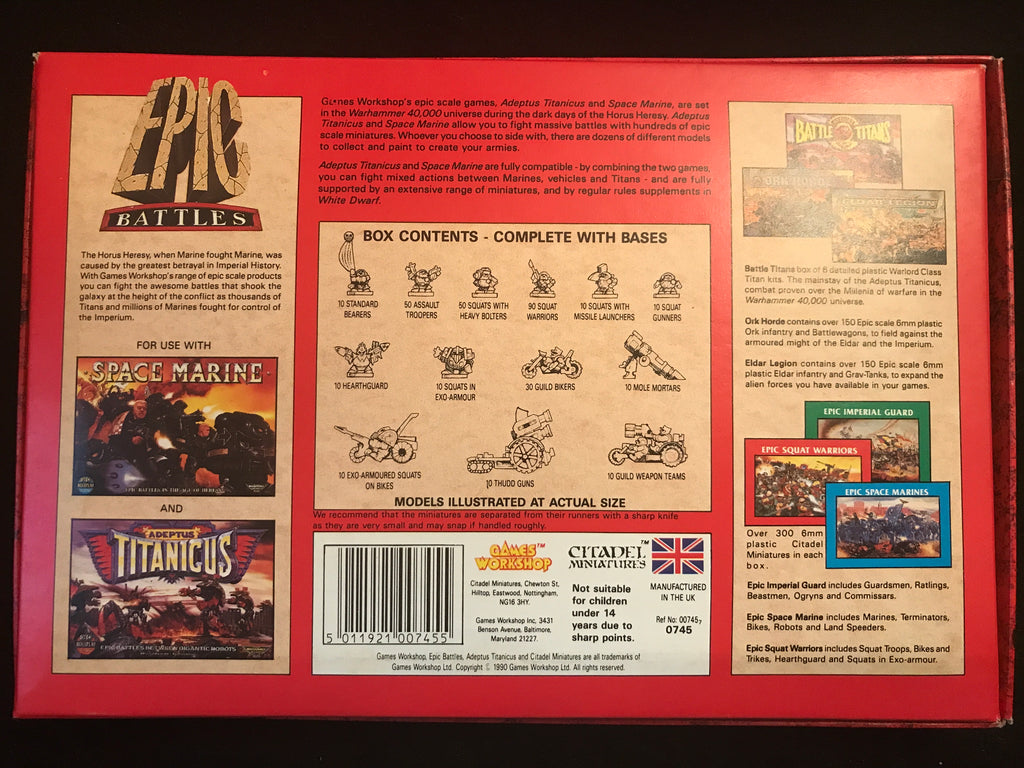 EPIC
BATTLES
The Horus Heresy, when Marine fought Marine, was
caused by the greatest betrayal in Imperial History.
With Games Workshop's range of epic scale products
you can fight the awesome battles that shook the
galaxy at the height of the conflict as thousands of
Titans and millions of Marines fought for control of
the Imperium.
FOR USE WITH
SPACE MARINE
EPIC BATTLES IN THE AGE OF HERESY
AND
ADEPTUS
TITANICUS
EPIC BATTLES BETWEEN GIGANTIC ROBOTS
Games Workshop's epic scale games, Adeptus Titanicus and Space Marine, are set
in the Warhammer 40,000 universe during the dark days of the Horus Heresy. Adeptus
Titanicus and Space Marine allow you to fight massive battles with hundreds of epic
scale miniatures. Whoever you choose to side with, there are dozens of different models
to collect and paint to create your armies.
Adeptus Titanicus and Space Marine are fully compatible - by combining the two games,
you can fight mixed actions between Marines, vehicles and Titans - and are fully
supported by an extensive range of miniatures, and by regular rules supplements in
White Dwarf.
BOX CONTENTS - COMPLETE WITH BASES
10 STANDARD
BEARERS
50 ASSAULT
TROOPERS
50 SQUATS WITH
HEAVY BOLTERS
90 SQUAT
WARRIORS
10 SQUATS WITH
MISSILE LAUNCHERS
10 SQUAT
GUNNERS
10 HEARTHGUARD
10 SQUATS IN
EXO-ARMOUR
30 GUILD BIKERS
10 MOLE MORTARS
10 EXO-ARMOURED SQUATS
ON BIKES
10 THUDD GUNS
10 GUILD WEAPON TEAMS
MODELS ILLUSTRATED AT ACTUAL SIZE
We recommend that the miniatures are separated from their runners with a sharp knife
as they are very small and may snap if handled roughly.
5 011921 007455
GAMES
WORKSHOP
Citadel Miniatures, Chewton St,
Hilltop, Eastwood, Nottingham,
NG16 3HY.
Games Workshop Inc, 3431
Benson Avenue, Baltimore,
Maryland 21227.
CITADEL™
MINIATURES
Not suitable
for children
under 14
years due to
sharp points.
MANUFACTURED
IN THE UK
Ref No: 007457
0745
Games Workshop, Epic Battles, Adeptus Titanicus and Citadel Miniatures are all trademarks of
Games Workshop Ltd. Copyright © 1990 Games Workshop Ltd. All rights reserved.
BATTLE TITANS
ORK HORDE
ELDAR LEGION
Battle Titans box of 6 detailed plastic Warlord Class
Titan kits. The mainstay of the Adeptus Titanicus,
combat proven over the Millenia of warfare in the
Warhammer 40,000 universe.
Ork Horde contains over 150 Epic scale 6mm plastic
Ork infantry and Battlewagons, to field against the
armoured might of the Eldar and the Imperium.
Eldar Legion contains over 150 Epic scale 6mm
plastic Eldar infantry and Grav-Tanks, to expand the
alien forces you have available in your games.
EPIC IMPERIAL GUARD
EPIC SQUAT WARRIORS
EPIC SPACE MARINES
Over 300 6mm
plastic Citadel
Miniatures in each
box.
Epic Imperial Guard includes Guardsmen, Ratlings,
Beastmen, Ogryns and Commissars.
Epic Space Marine includes Marines, Terminators,
Bikes, Robots and Land Speeders.
Epic Squat Warriors includes Squat Troops, Bikes and
Trikes, Hearthguard and Squats in Exo-armour.